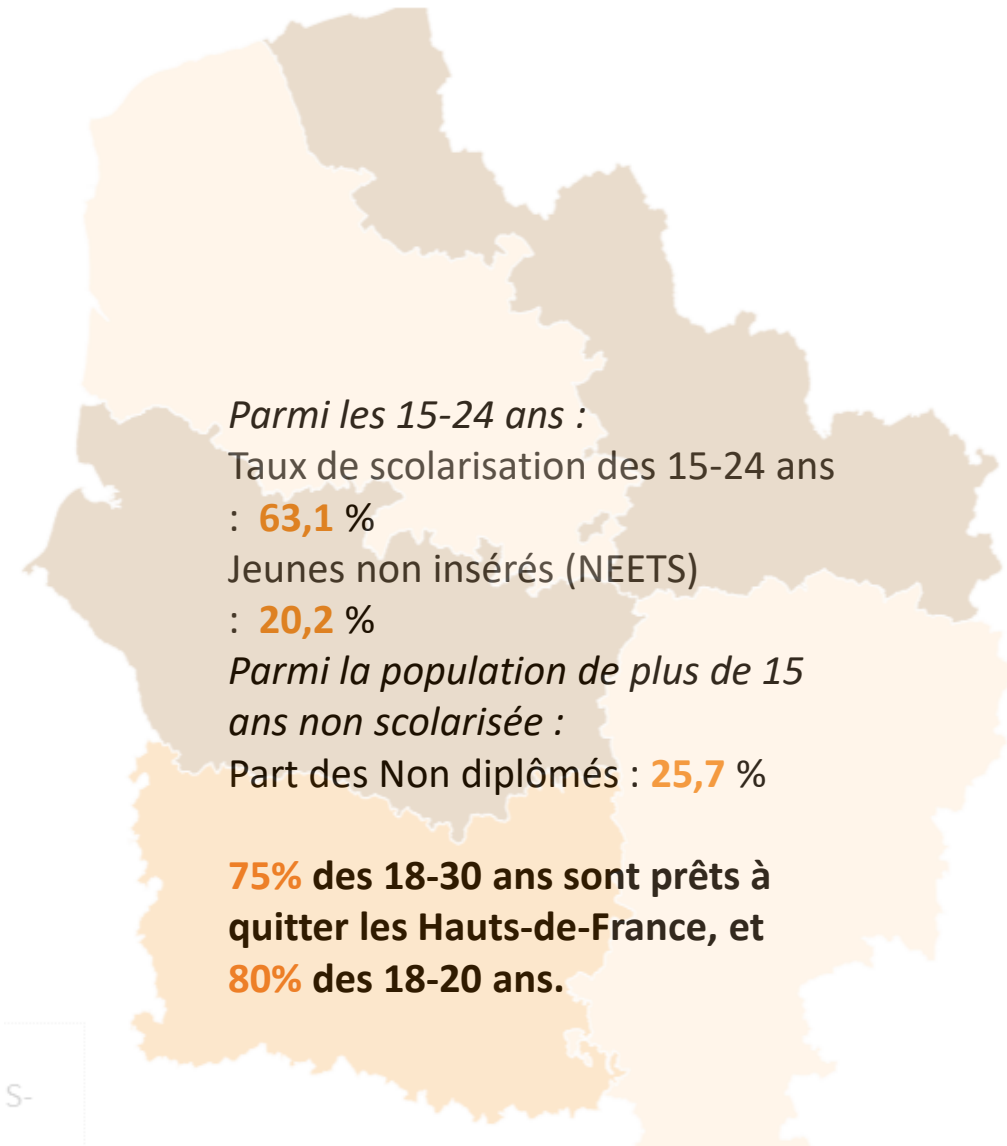 Parmi les 15-24 ans :
Taux de scolarisation des 15-24 ans
: 63,1 %
Jeunes non insérés (NEETS)
: 20,2 %
Parmi la population de plus de 15
ans non scolarisée :
Part des Non diplômés : 25,7 %
75% des 18-30 ans sont prêts à
quitter les Hauts-de-France, et
80% des 18-20 ans.
S-